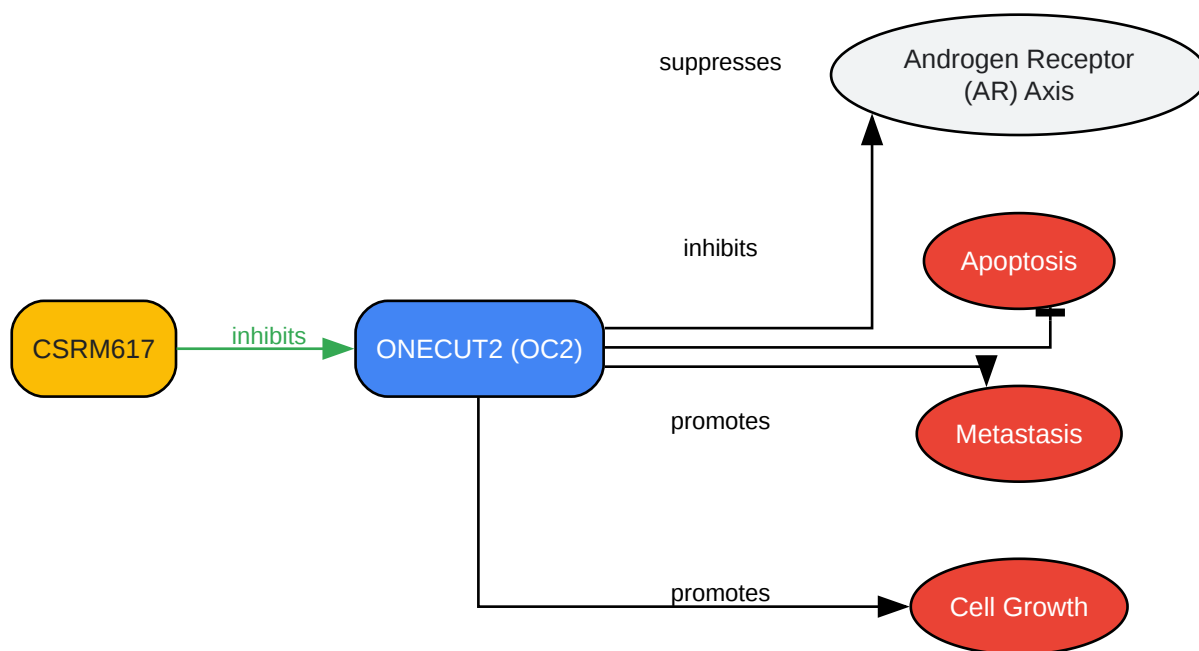 suppresses
Androgen Receptor
(AR) Axis
inhibits
Apoptosis
CSRM617
inhibits
ONECUT2 (OC2)
promotes
Metastasis
promotes
Cell Growth